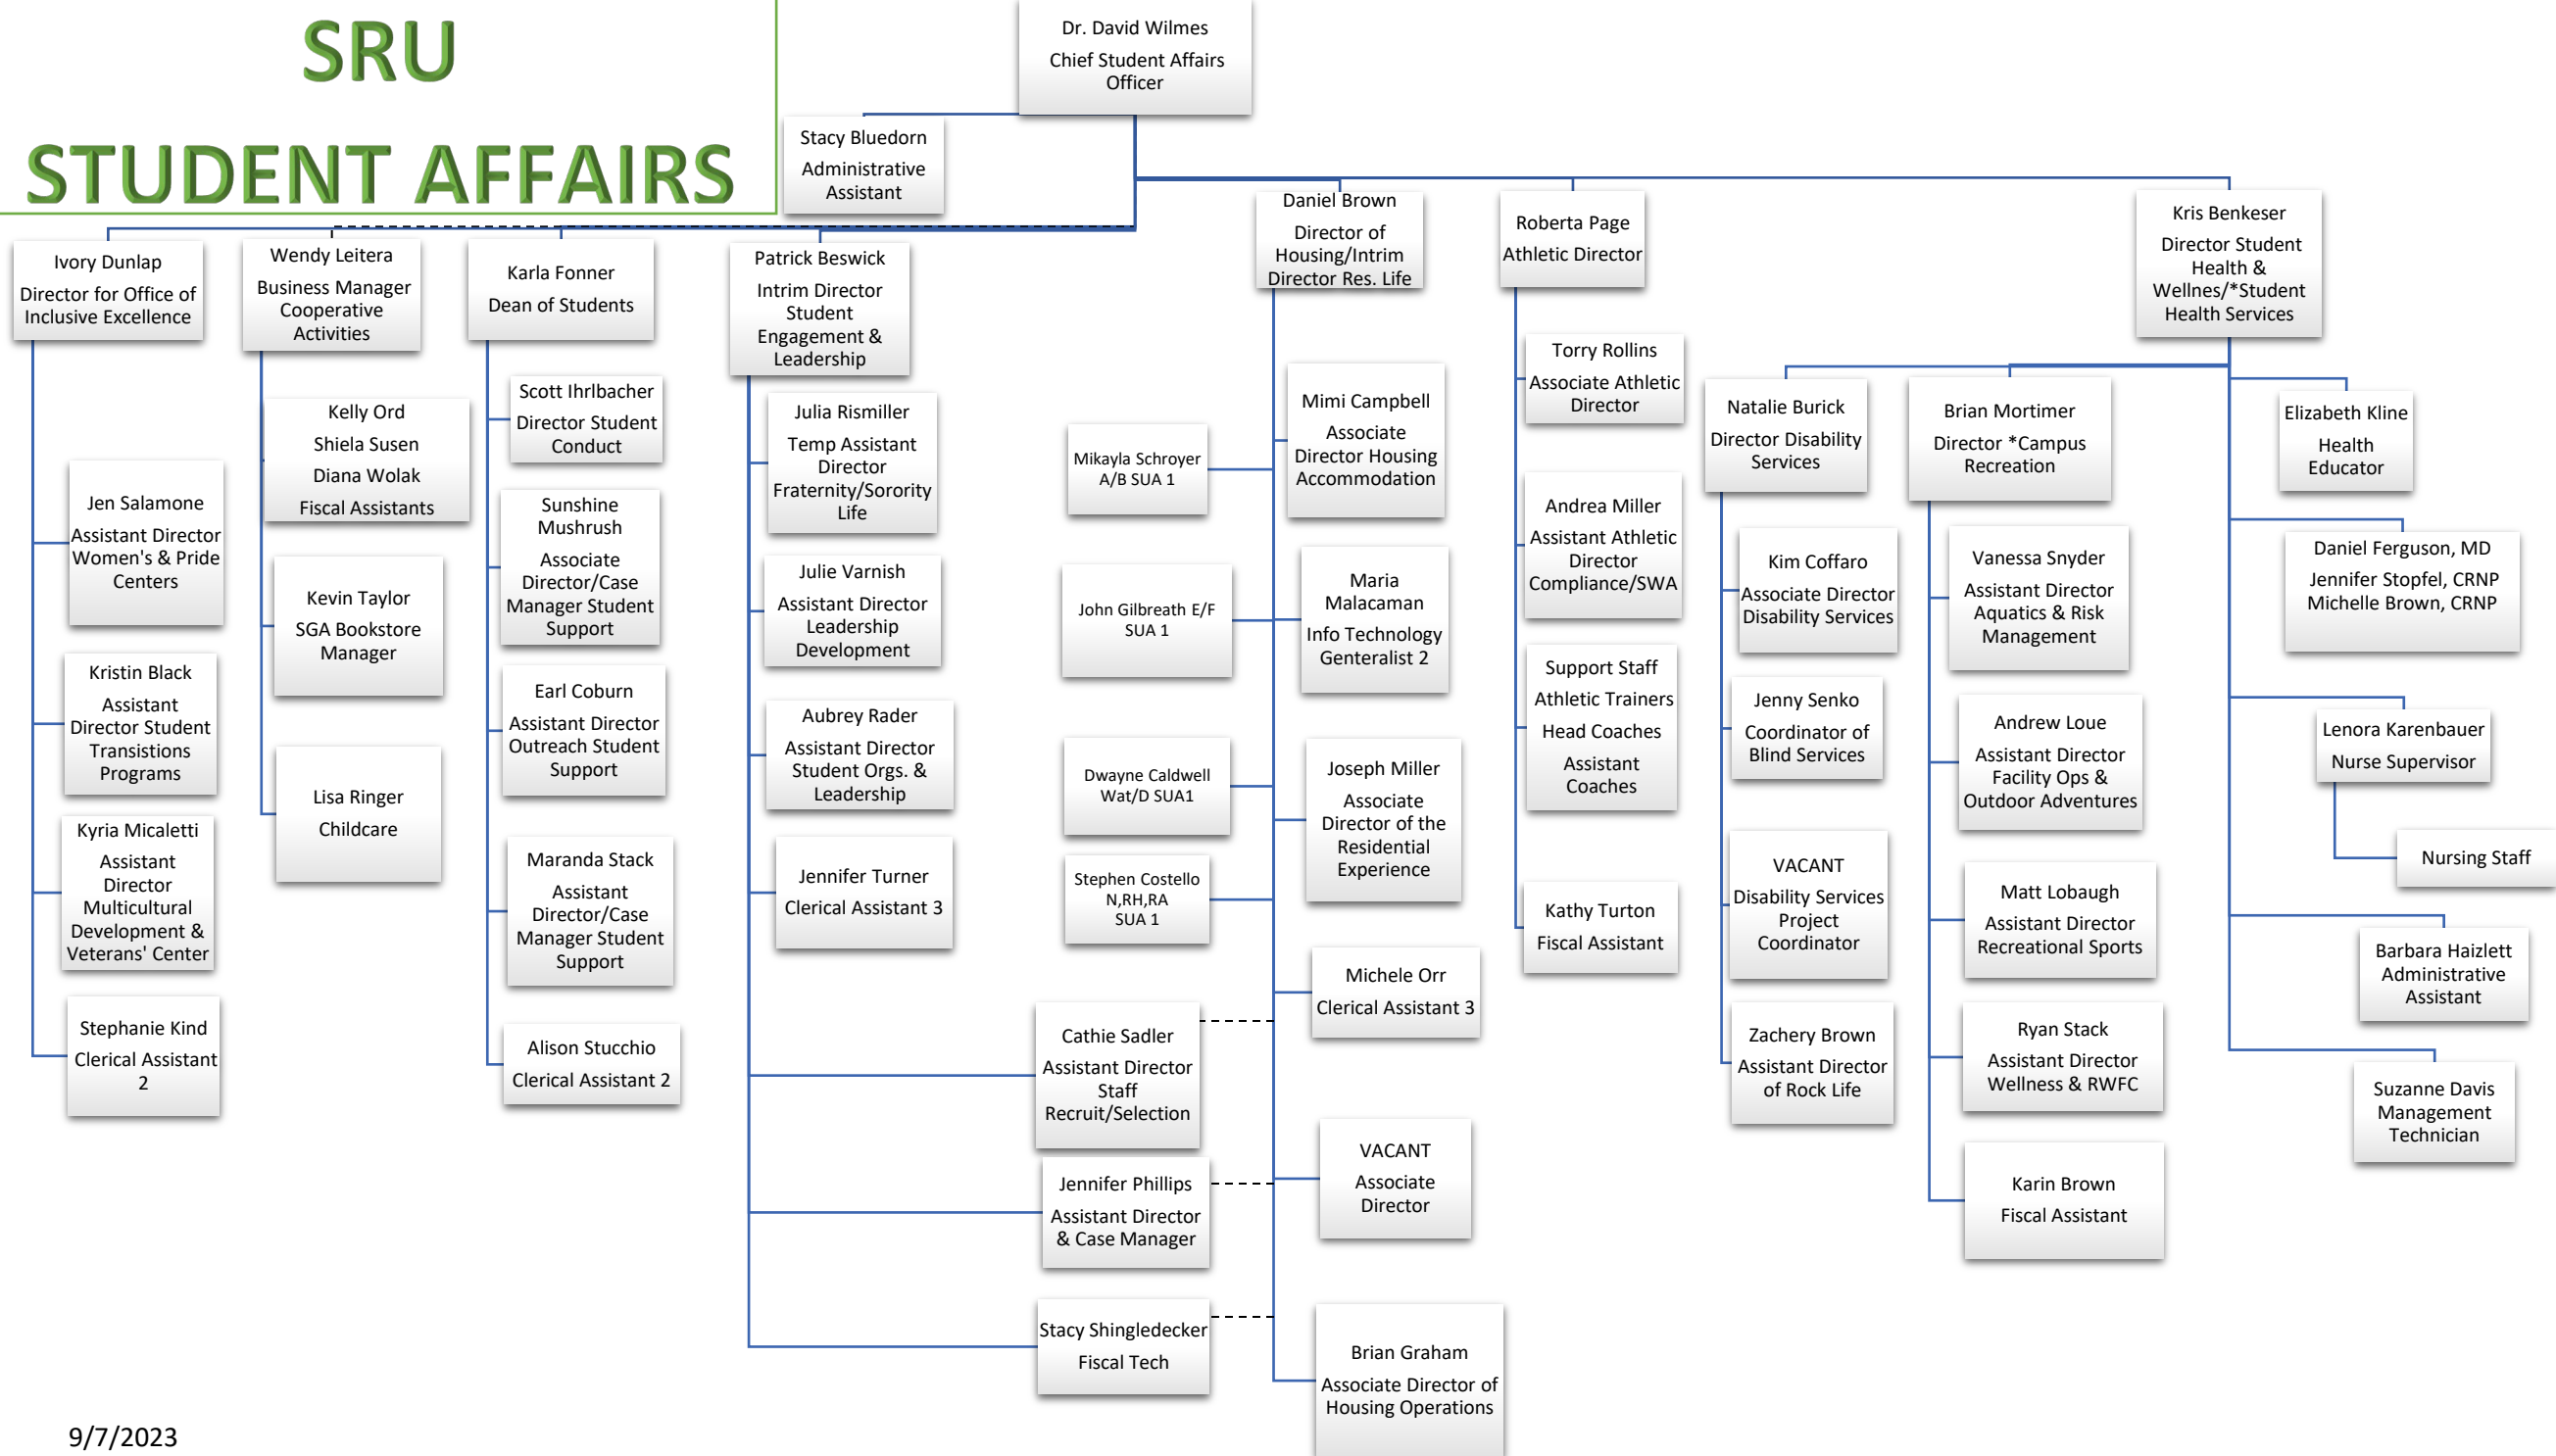 SRU
STUDENT AFFAIRS
Dr. David Wilmes
Chief Student Affairs
Officer
Stacy Bluedorn
Administrative
Assistant
Ivory Dunlap
Director for Office of
Inclusive Excellence
Wendy Leitera
Business Manager
Cooperative
Activities
Karla Fonner
Dean of Students
Patrick Beswick
Intrim Director
Student
Engagement &
Leadership
Daniel Brown
Director of
Housing/Intrim
Director Res. Life
Roberta Page
Athletic Director
Kris Benkeser
Director Student
Health &
Wellnes/*Student
Health Services
Jen Salamone
Assistant Director
Women's & Pride
Centers
Kristin Black
Assistant
Director Student
Transistions
Programs
Kyria Micaletti
Assistant
Director
Multicultural
Development &
Veterans' Center
Stephanie Kind
Clerical Assistant
2
Kelly Ord
Shiela Susen
Diana Wolak
Fiscal Assistants
Kevin Taylor
SGA Bookstore
Manager
Lisa Ringer
Childcare
Scott Ihrlbacher
Director Student
Conduct
Sunshine
Mushrush
Associate
Director/Case
Manager Student
Support
Earl Coburn
Assistant Director
Outreach Student
Support
Maranda Stack
Assistant
Director/Case
Manager Student
Support
Alison Stucchio
Clerical Assistant 2
Julia Rismiller
Temp Assistant
Director
Fraternity/Sorority
Life
Julie Varnish
Assistant Director
Leadership
Development
Aubrey Rader
Assistant Director
Student Orgs. &
Leadership
Jennifer Turner
Clerical Assistant 3
Cathie Sadler
Assistant Director
Staff
Recruit/Selection
Jennifer Phillips
Assistant Director
& Case Manager
Stacy Shingledecker
Fiscal Tech
Mikayla Schroyer
A/B SUA 1
John Gilbreath E/F
SUA 1
Dwayne Caldwell
Wat/D SUA1
Stephen Costello
N,RH,RA
SUA 1
Mimi Campbell
Associate
Director Housing
Accommodation
Maria
Malacaman
Info Technology
Genteralist 2
Joseph Miller
Associate
Director of the
Residential
Experience
Michele Orr
Clerical Assistant 3
VACANT
Associate
Director
Brian Graham
Associate Director of
Housing Operations
Torry Rollins
Associate Athletic
Director
Andrea Miller
Assistant Athletic
Director
Compliance/SWA
Support Staff
Athletic Trainers
Head Coaches
Assistant
Coaches
Kathy Turton
Fiscal Assistant
Natalie Burick
Director Disability
Services
Kim Coffaro
Associate Director
Disability Services
Jenny Senko
Coordinator of
Blind Services
VACANT
Disability Services
Project
Coordinator
Zachery Brown
Assistant Director
of Rock Life
Brian Mortimer
Director *Campus
Recreation
Vanessa Snyder
Assistant Director
Aquatics & Risk
Management
Andrew Loue
Assistant Director
Facility Ops &
Outdoor Adventures
Matt Lobaugh
Assistant Director
Recreational Sports
Ryan Stack
Assistant Director
Wellness & RWFC
Karin Brown
Fiscal Assistant
Elizabeth Kline
Health
Educator
Daniel Ferguson, MD
Jennifer Stopfel, CRNP
Michelle Brown, CRNP
Lenora Karenbauer
Nurse Supervisor
Nursing Staff
Barbara Haizlett
Administrative
Assistant
Suzanne Davis
Management
Technician
9/7/2023